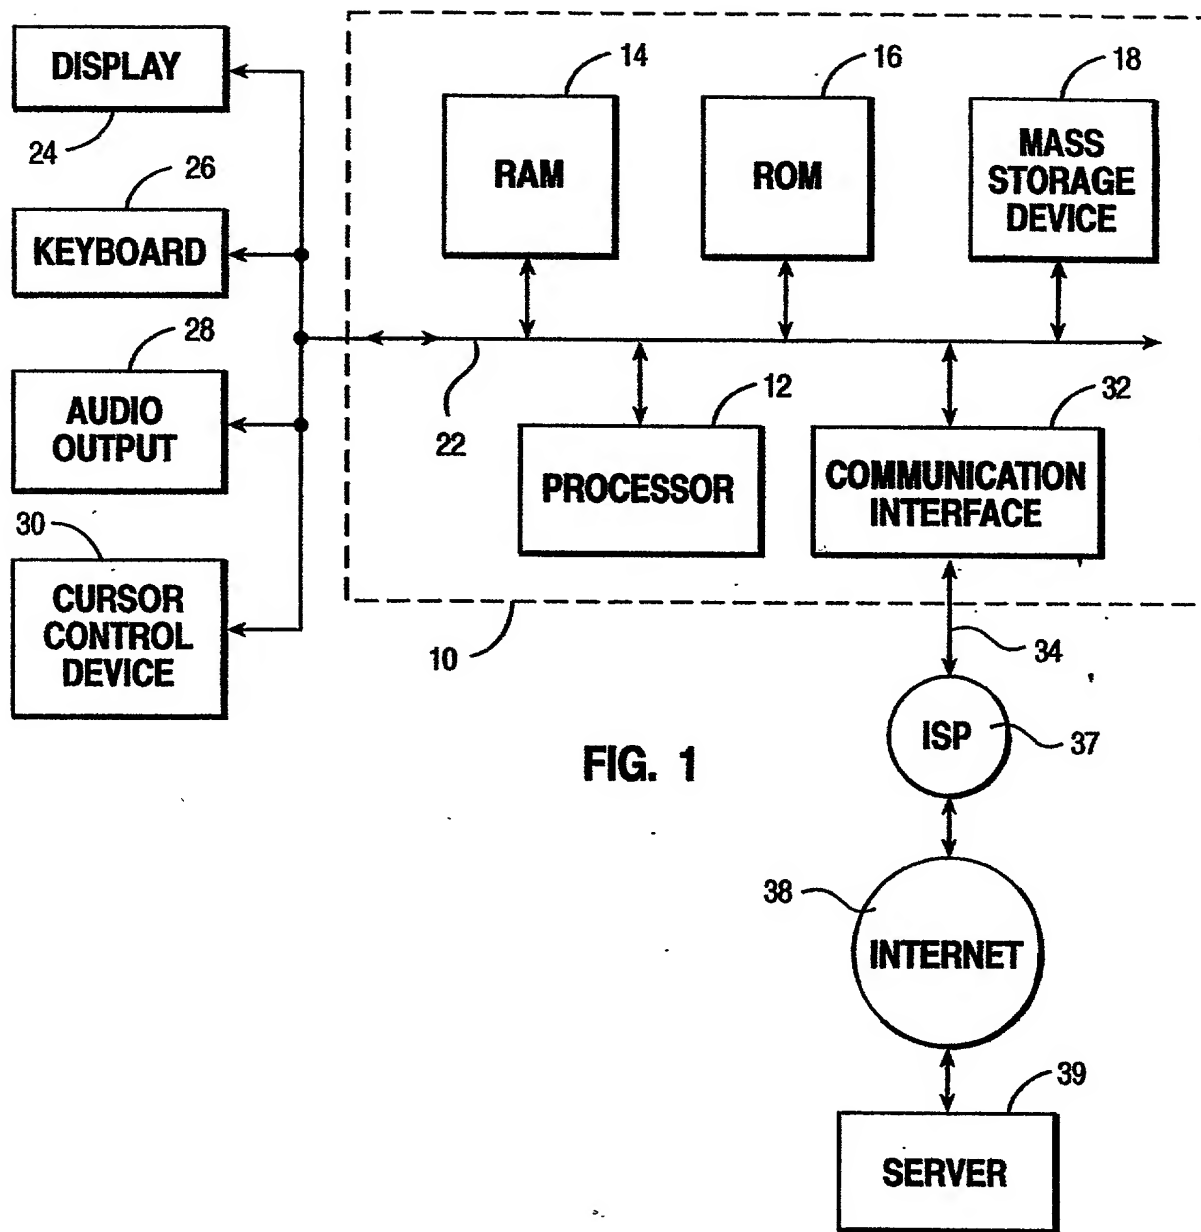 DISPLAY
24
26
KEYBOARD
28
AUDIO
OUTPUT
30
CURSOR
CONTROL
DEVICE
14
RAM
16
ROM
18
MASS
STORAGE
DEVICE
22
12
PROCESSOR
32
COMMUNICATION
INTERFACE
10
34
ISP
37
FIG. 1
38
INTERNET
39
SERVER